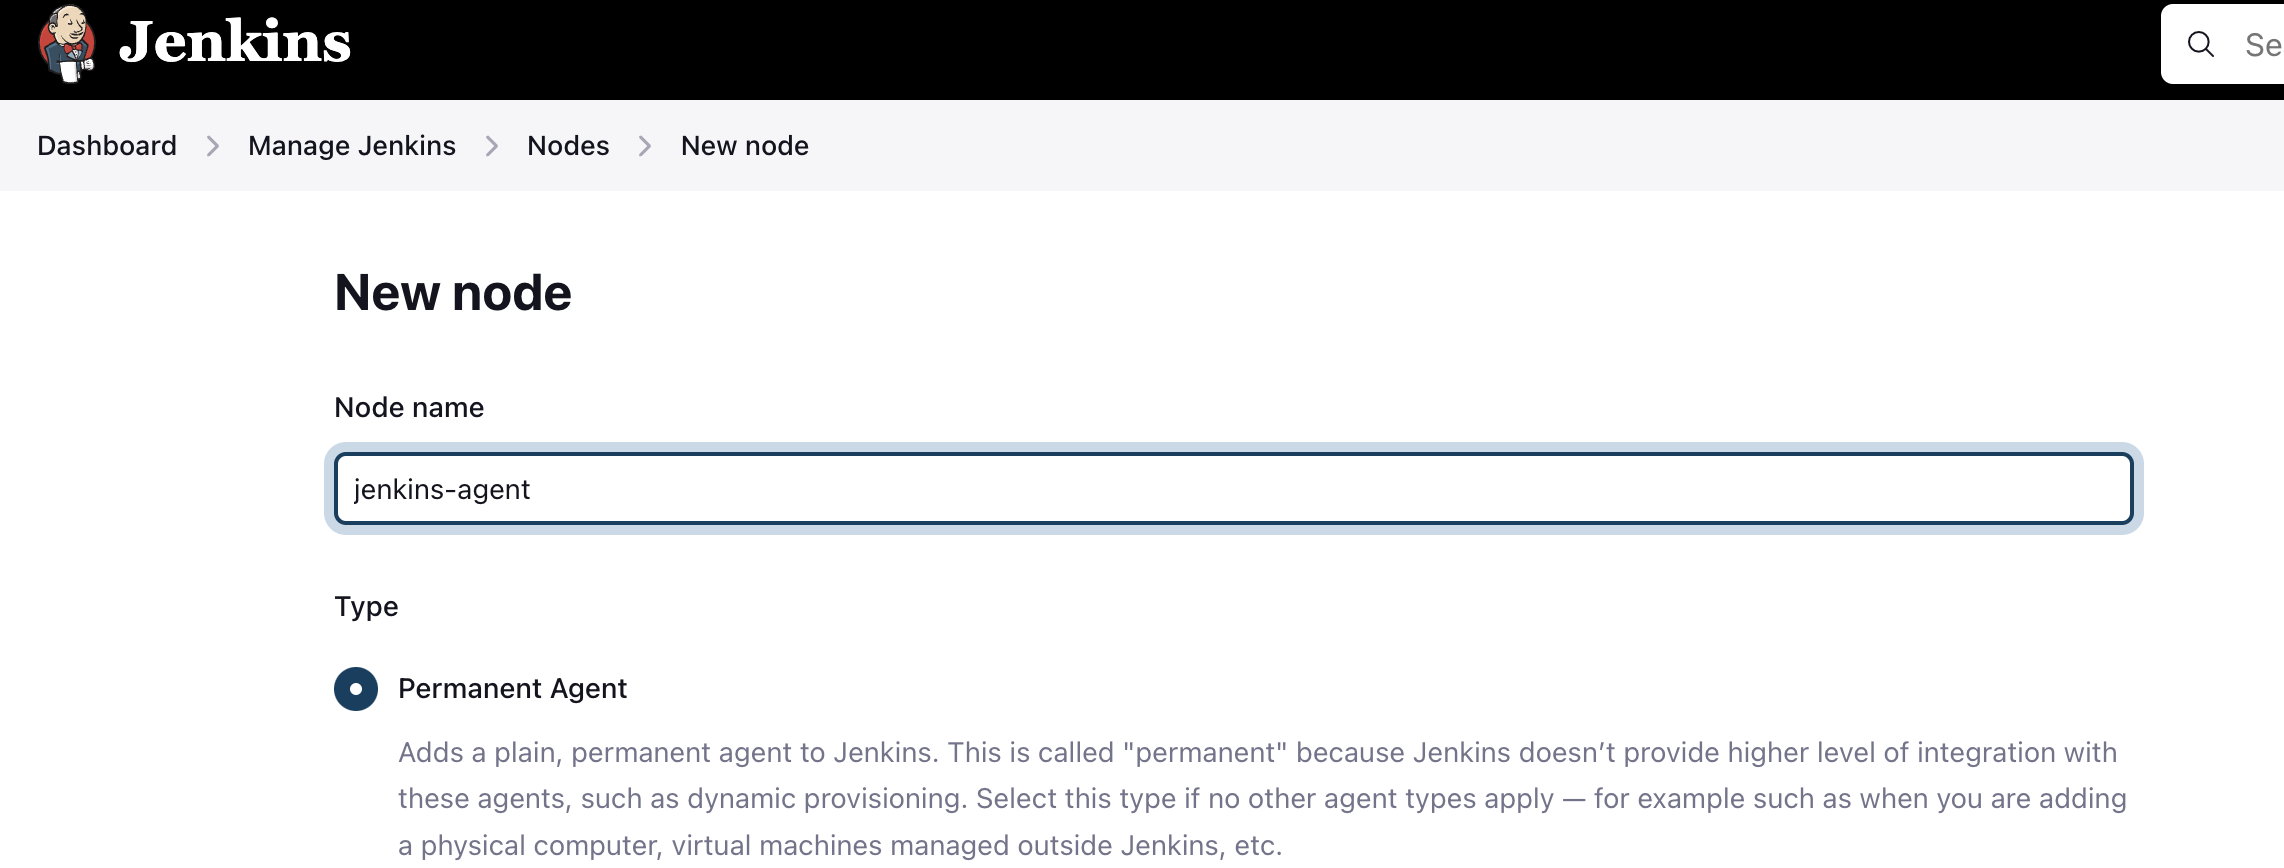 Jenkins
Se
Dashboard > Manage Jenkins > Nodes > New node
New node
Node name
jenkins-agent
Type
Permanent Agent
Adds a plain, permanent agent to Jenkins. This is called "permanent" because Jenkins doesn’t provide higher level of integration with
these agents, such as dynamic provisioning. Select this type if no other agent types apply — for example such as when you are adding
a physical computer, virtual machines managed outside Jenkins, etc.